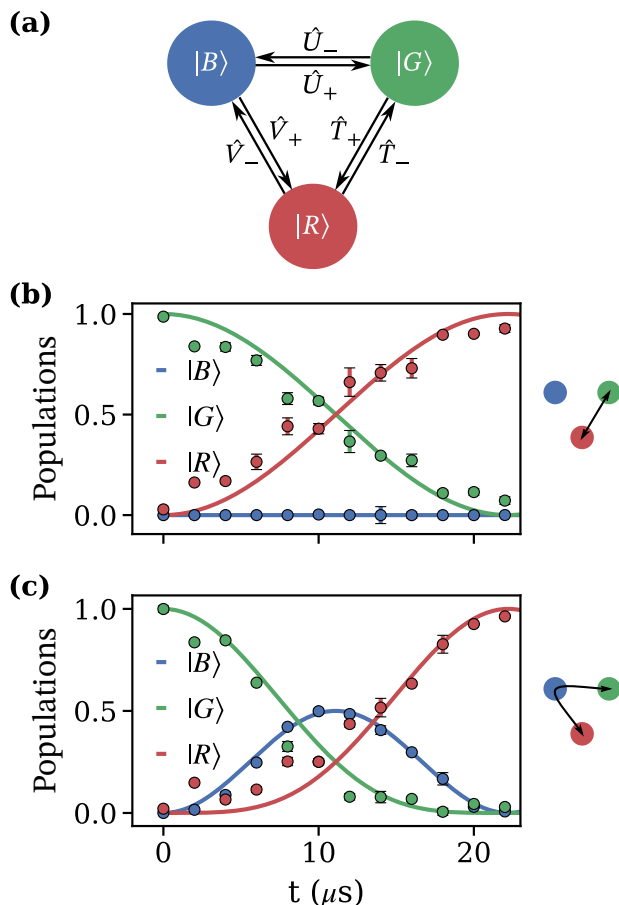 (a)
|B⟩ Û₋ |G⟩
Û₊
V̂₋ V̂₊ T̂₊ T̂₋
|R⟩
(b)
1.0
0.5
0.0
Populations
|B⟩
|G⟩
|R⟩
(c)
1.0
0.5
0.0
Populations
|B⟩
|G⟩
|R⟩
0 10 20
t (μs)